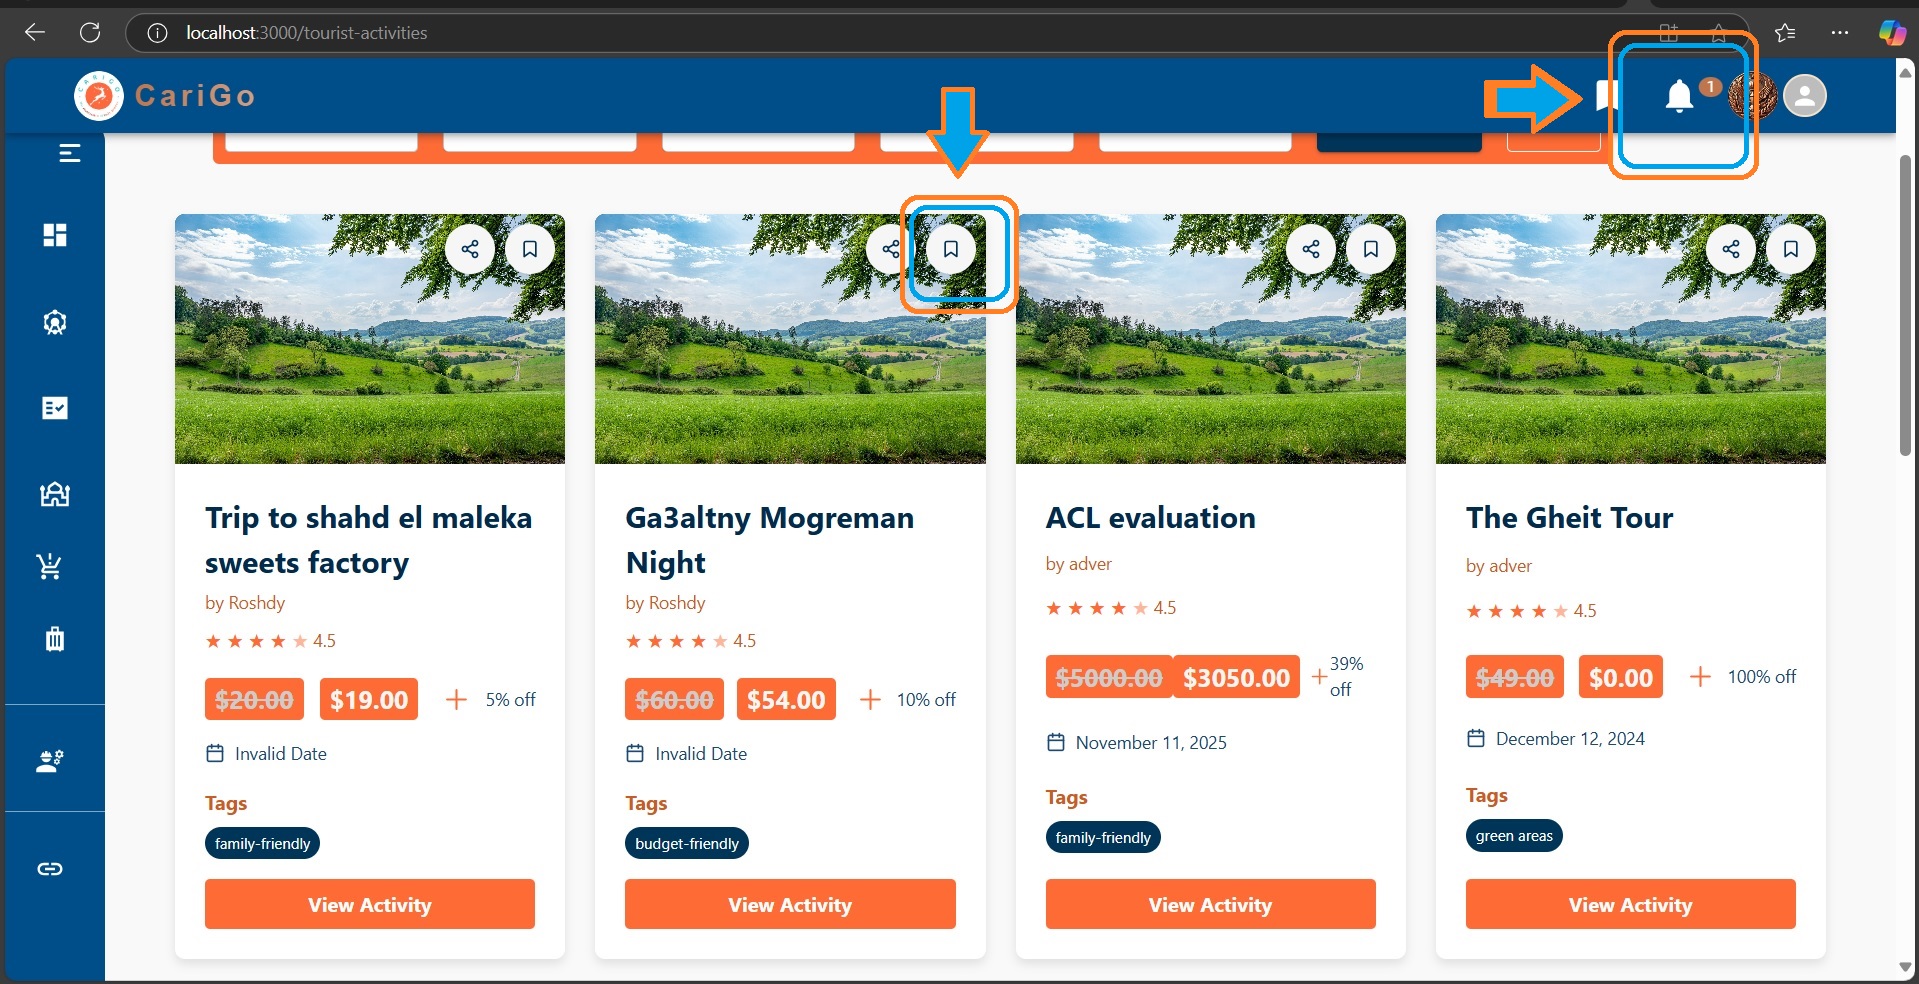 localhost:3000/tourist-activities
CariGo
1
Trip to shahd el maleka
sweets factory
by Roshdy
★ ★ ★ ★ ★ 4.5
$20.00 $19.00 + 5% off
Invalid Date
Tags
family-friendly
View Activity
Ga3altny Mogreman
Night
by Roshdy
★ ★ ★ ★ ★ 4.5
$60.00 $54.00 + 10% off
Invalid Date
Tags
budget-friendly
View Activity
ACL evaluation
by adver
★ ★ ★ ★ ★ 4.5
$5000.00 $3050.00 + 39%
off
November 11, 2025
Tags
family-friendly
View Activity
The Gheit Tour
by adver
★ ★ ★ ★ ★ 4.5
$49.00 $0.00 + 100% off
December 12, 2024
Tags
green areas
View Activity